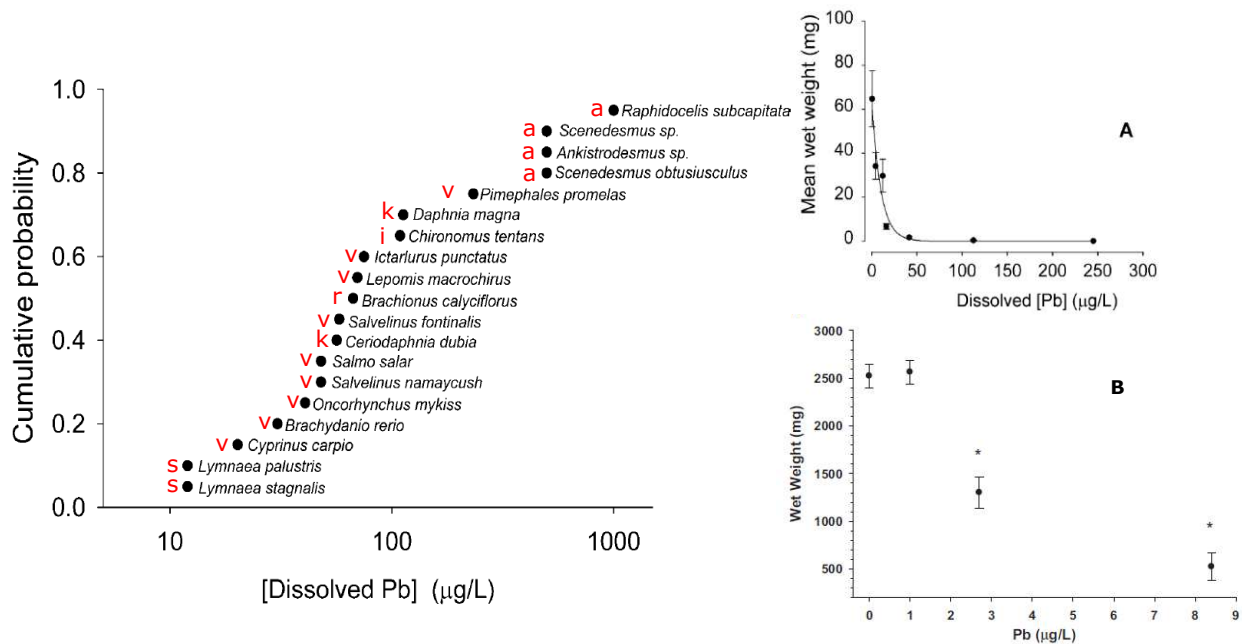 Cumulative probability
1.0
0.8
0.6
0.4
0.2
0.0
a Raphidocelis subcapitata
a Scenedesmus sp.
a Ankistrodesmus sp.
a Scenedesmus obtusiusculus
v Pimephales promelas
k Daphnia magna
i Chironomus tentans
v Ictarlurus punctatus
v Lepomis macrochirus
r Brachionus calyciflorus
v Salvelinus fontinalis
k Ceriodaphnia dubia
v Salmo salar
v Salvelinus namaycush
v Oncorhynchus mykiss
v Brachydanio rerio
v Cyprinus carpio
s Lymnaea palustris
s Lymnaea stagnalis
10 100 1000
[Dissolved Pb] (µg/L)
Mean wet weight (mg)
100
80
60
40
20
0
A
0 50 100 150 200 250 300
Dissolved [Pb] (µg/L)
Wet Weight (mg)
3000
2500
2000
1500
1000
500
B
*
*
0 1 2 3 4 5 6 7 8 9
Pb (µg/L)